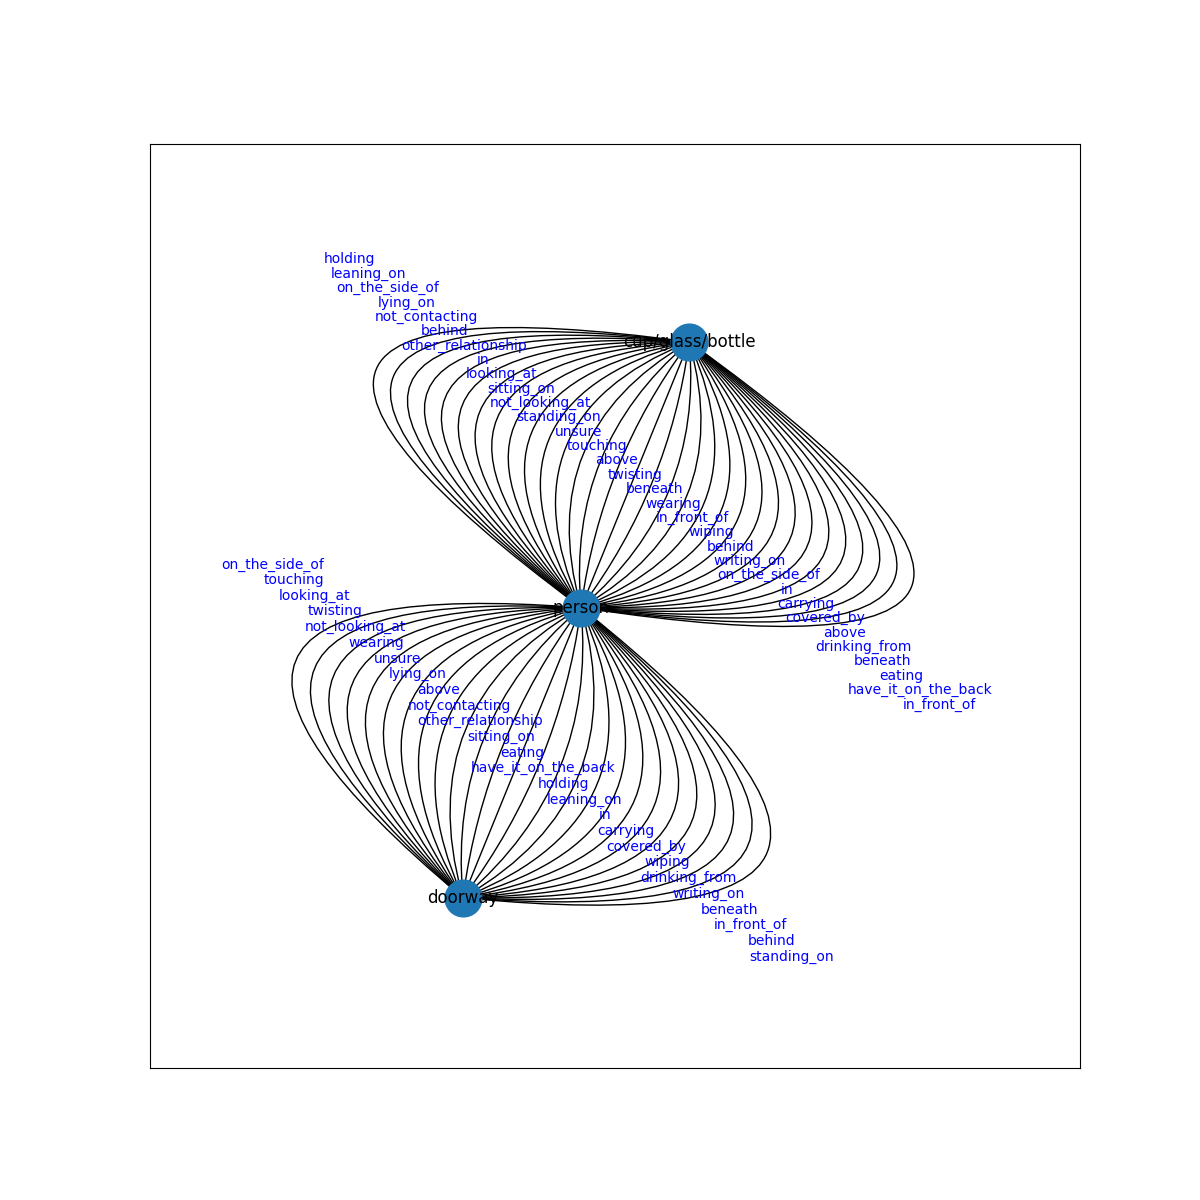 holding
leaning_on
on_the_side_of
lying_on
not_contacting
behind
cup/glass/bottle
other_relationship
in
looking_at
sitting_on
not_looking_at
standing_on
unsure
touching
above
twisting
beneath
wearing
in_front_of
wiping
behind
writing_on
on_the_side_of
in
carrying
covered_by
above
drinking_from
beneath
eating
have_it_on_the_back
in_front_of
person
on_the_side_of
touching
looking_at
twisting
not_looking_at
wearing
unsure
lying_on
above
not_contacting
other_relationship
sitting_on
eating
have_it_on_the_back
holding
leaning_on
in
carrying
covered_by
wiping
drinking_from
writing_on
beneath
in_front_of
behind
standing_on
doorway